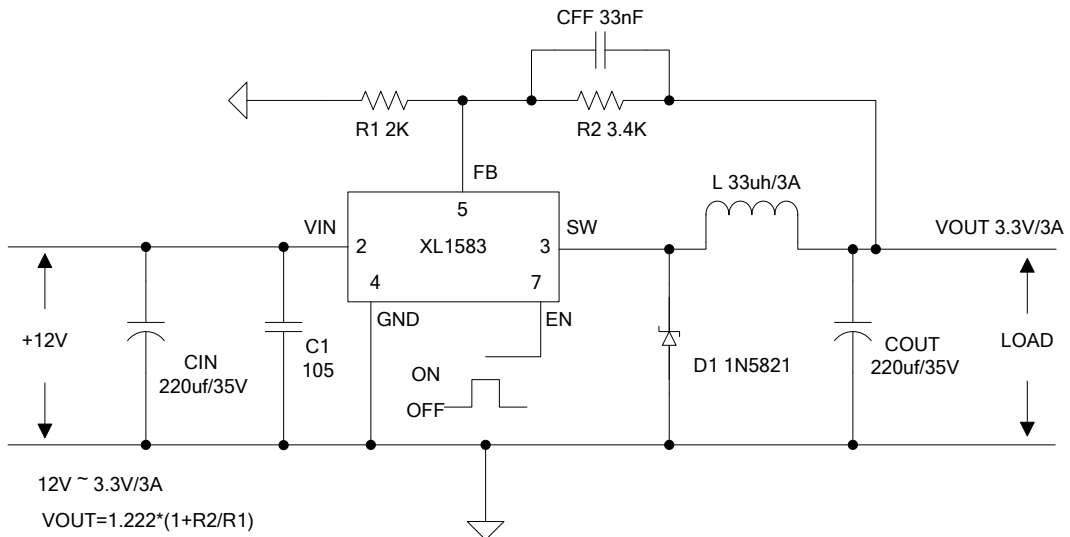 CFF 33nF
R1 2K
R2 3.4K
FB
L 33uh/3A
5
VIN
SW
VOUT 3.3V/3A
2
XL1583
3
4
7
GND
EN
+12V
CIN
220uf/35V
C1
105
ON
OFF
D1 1N5821
COUT
220uf/35V
LOAD
12V ~ 3.3V/3A
VOUT=1.222*(1+R2/R1)